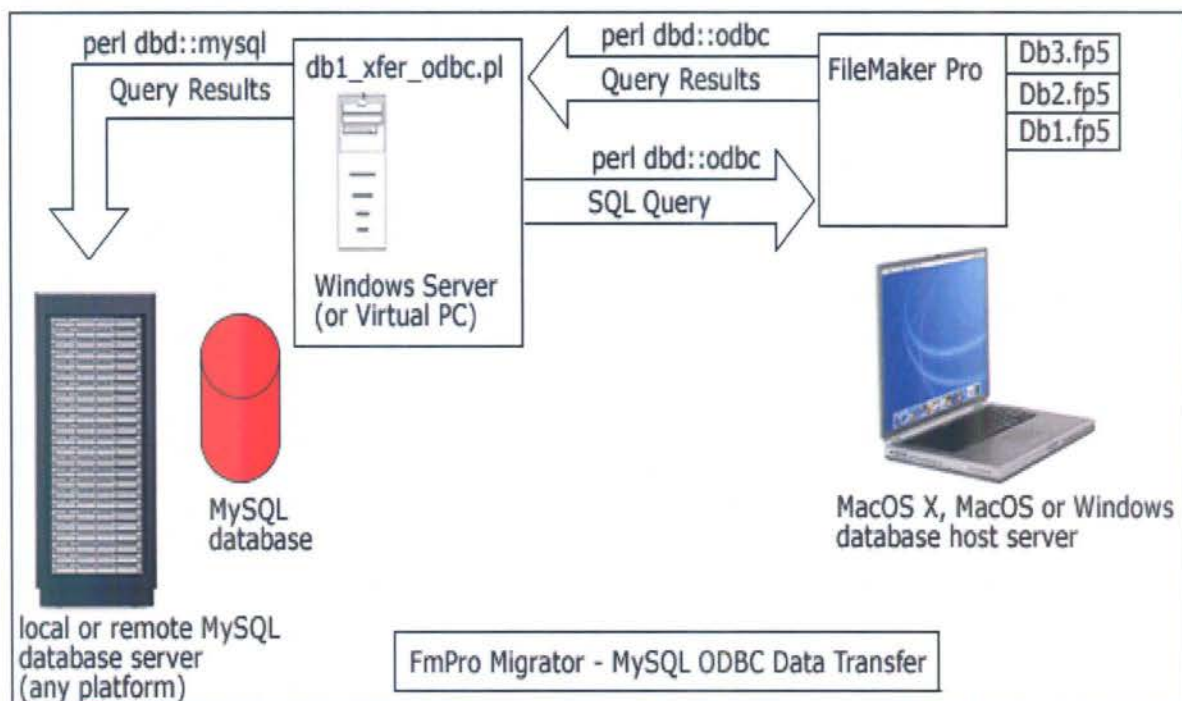 perl dbd::mysql
Query Results
db1_xfer_odbc.pl
Windows Server
(or Virtual PC)
perl dbd::odbc
Query Results
perl dbd::odbc
SQL Query
FileMaker Pro
Db3.fp5
Db2.fp5
Db1.fp5
MySQL
database
MacOS X, MacOS or Windows
database host server
local or remote MySQL
database server
(any platform)
FmPro Migrator - MySQL ODBC Data Transfer